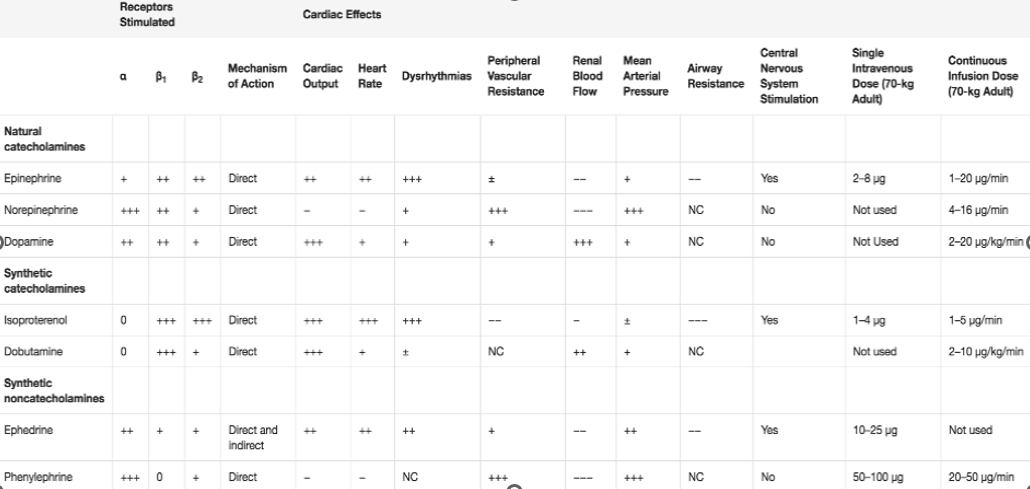 Receptors Stimulated Cardiac Effects
α β1 β2 Mechanism of Action Cardiac Output Heart Rate Dysrhythmias Peripheral Vascular Resistance Renal Blood Flow Mean Arterial Pressure Airway Resistance Central Nervous System Stimulation Single Intravenous Dose (70-kg Adult) Continuous Infusion Dose (70-kg Adult)
Natural catecholamines
Epinephrine + ++ ++ Direct ++ ++ +++ ± −− + −− Yes 2–8 µg 1–20 µg/min
Norepinephrine +++ ++ + Direct − − + +++ −−− +++ NC No Not used 4–16 µg/min
Dopamine ++ ++ + Direct +++ + + + +++ + NC No Not Used 2–20 µg/kg/min
Synthetic catecholamines
Isoproterenol 0 +++ +++ Direct +++ +++ +++ −− − ± −−− Yes 1–4 µg 1–5 µg/min
Dobutamine 0 +++ + Direct +++ + ± NC ++ + NC Not used 2–10 µg/kg/min
Synthetic noncatecholamines
Ephedrine ++ + + Direct and indirect ++ ++ ++ + −− ++ −− Yes 10–25 µg Not used
Phenylephrine +++ 0 + Direct − − NC +++ −−− +++ NC No 50–100 µg 20–50 µg/min